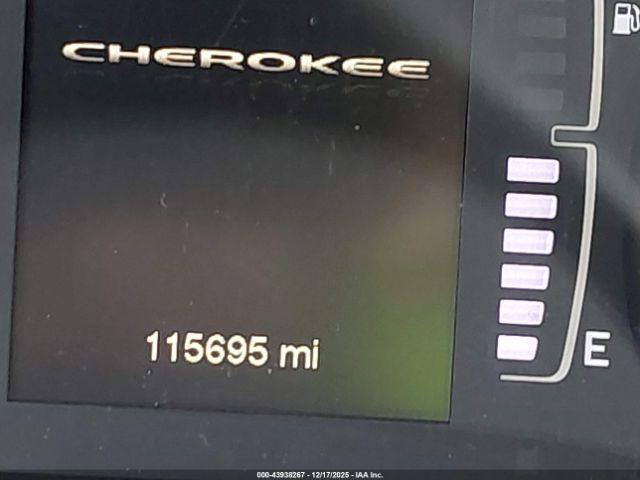 CHEROKEE
115695 mi
E
000-43938267 - 12/17/2025 - IAA Inc.